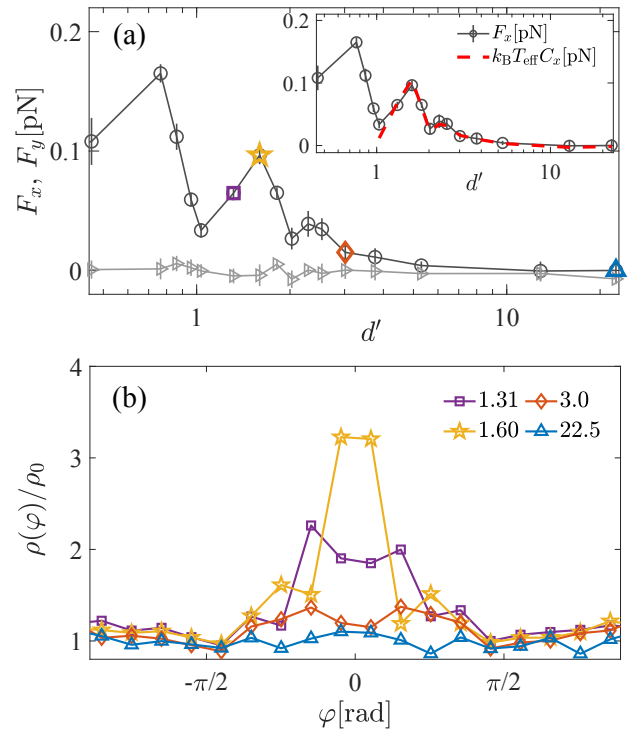 (a)
F_x, F_y[pN]
0.2
0.1
0
1
10
d′
F_x[pN]
k_BT_eff C_x[pN]
0.2
0.1
0
1
10
d′
(b)
ρ(φ)/ρ_0
4
3
2
1
1.31
3.0
1.60
22.5
-π/2
0
π/2
φ[rad]